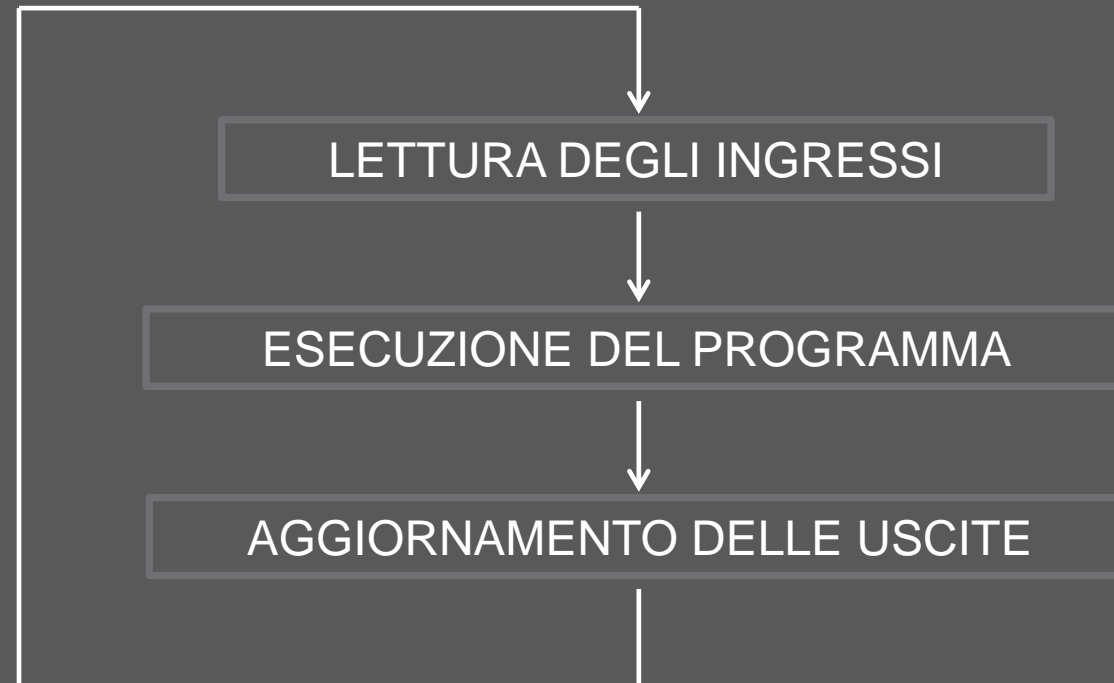 LETTURA DEGLI INGRESSI
ESECUZIONE DEL PROGRAMMA
AGGIORNAMENTO DELLE USCITE